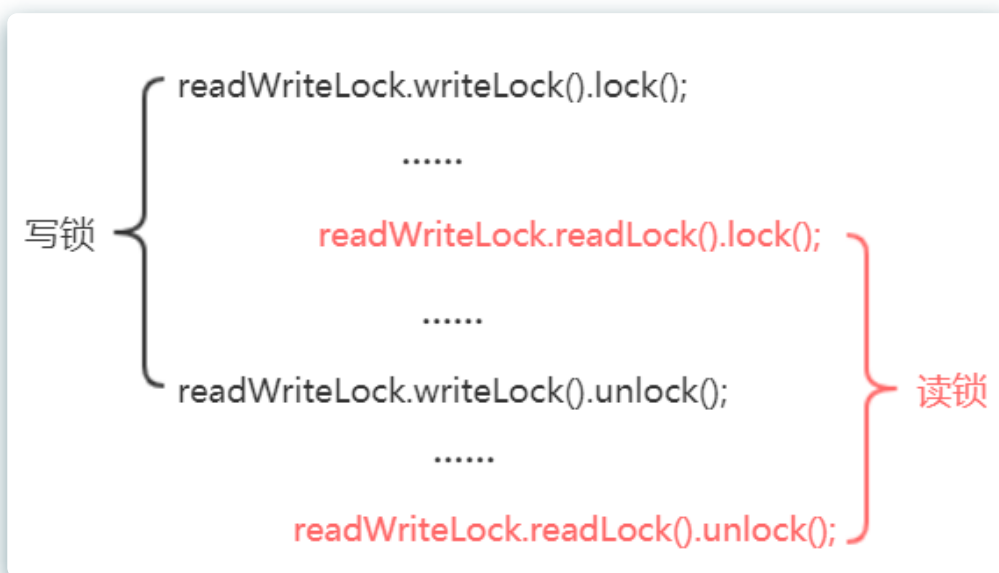 readWriteLock.writeLock().lock();
......
写锁
readWriteLock.readLock().lock();
......
readWriteLock.writeLock().unlock();
读锁
......
readWriteLock.readLock().unlock();